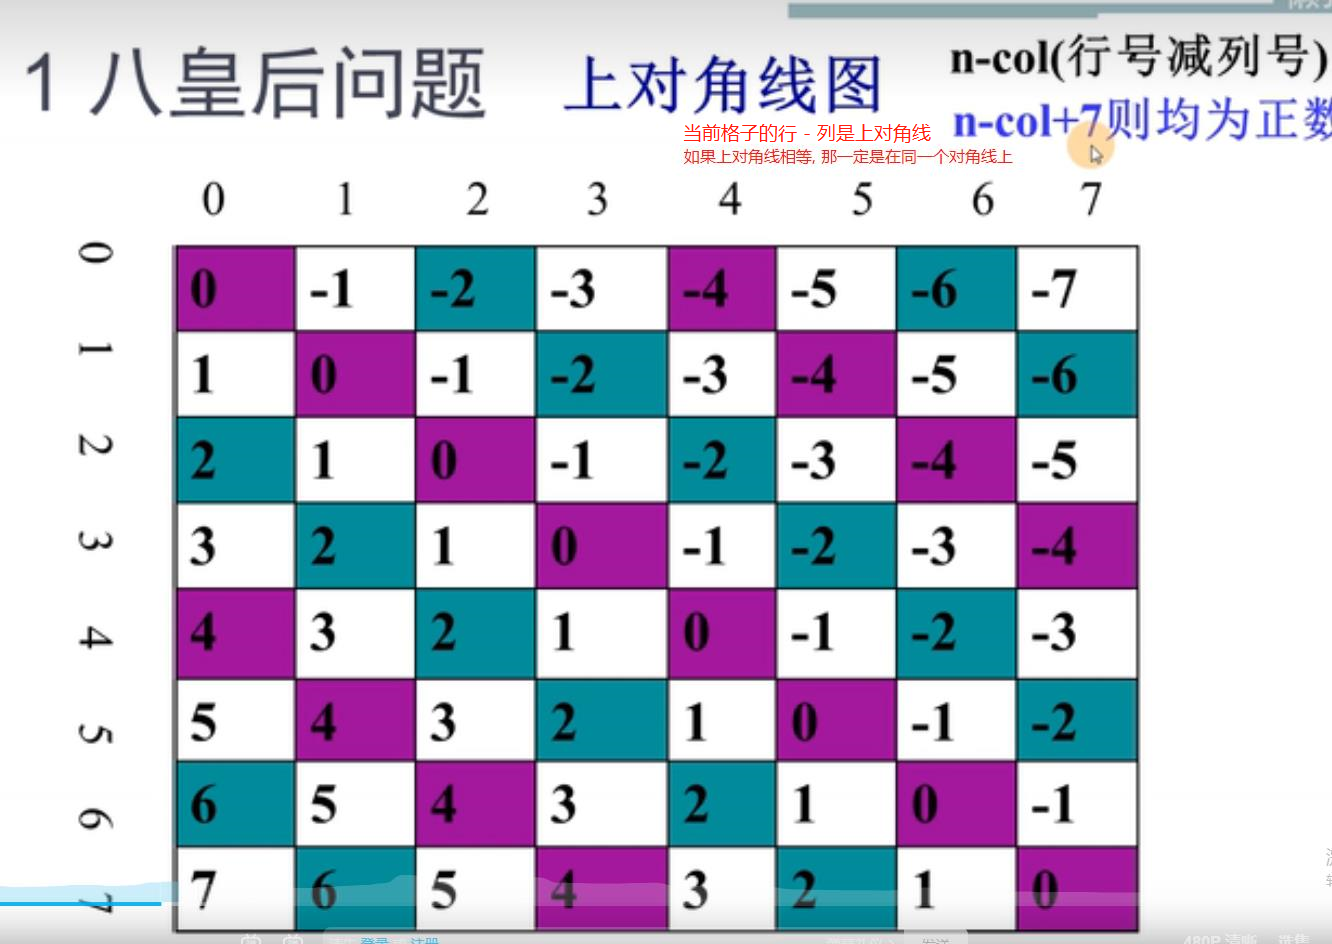 1 八皇后问题
上对角线图
n-col(行号减列号)
n-col+7则均为正数
当前格子的行 - 列是上对角线
如果上对角线相等, 那一定是在同一个对角线上
0 1 2 3 4 5 6 7
0 0 -1 -2 -3 -4 -5 -6 -7
1 1 0 -1 -2 -3 -4 -5 -6
2 2 1 0 -1 -2 -3 -4 -5
3 3 2 1 0 -1 -2 -3 -4
4 4 3 2 1 0 -1 -2 -3
5 5 4 3 2 1 0 -1 -2
6 6 5 4 3 2 1 0 -1
7 7 6 5 4 3 2 1 0
登录 注册
480P 清晰 选集